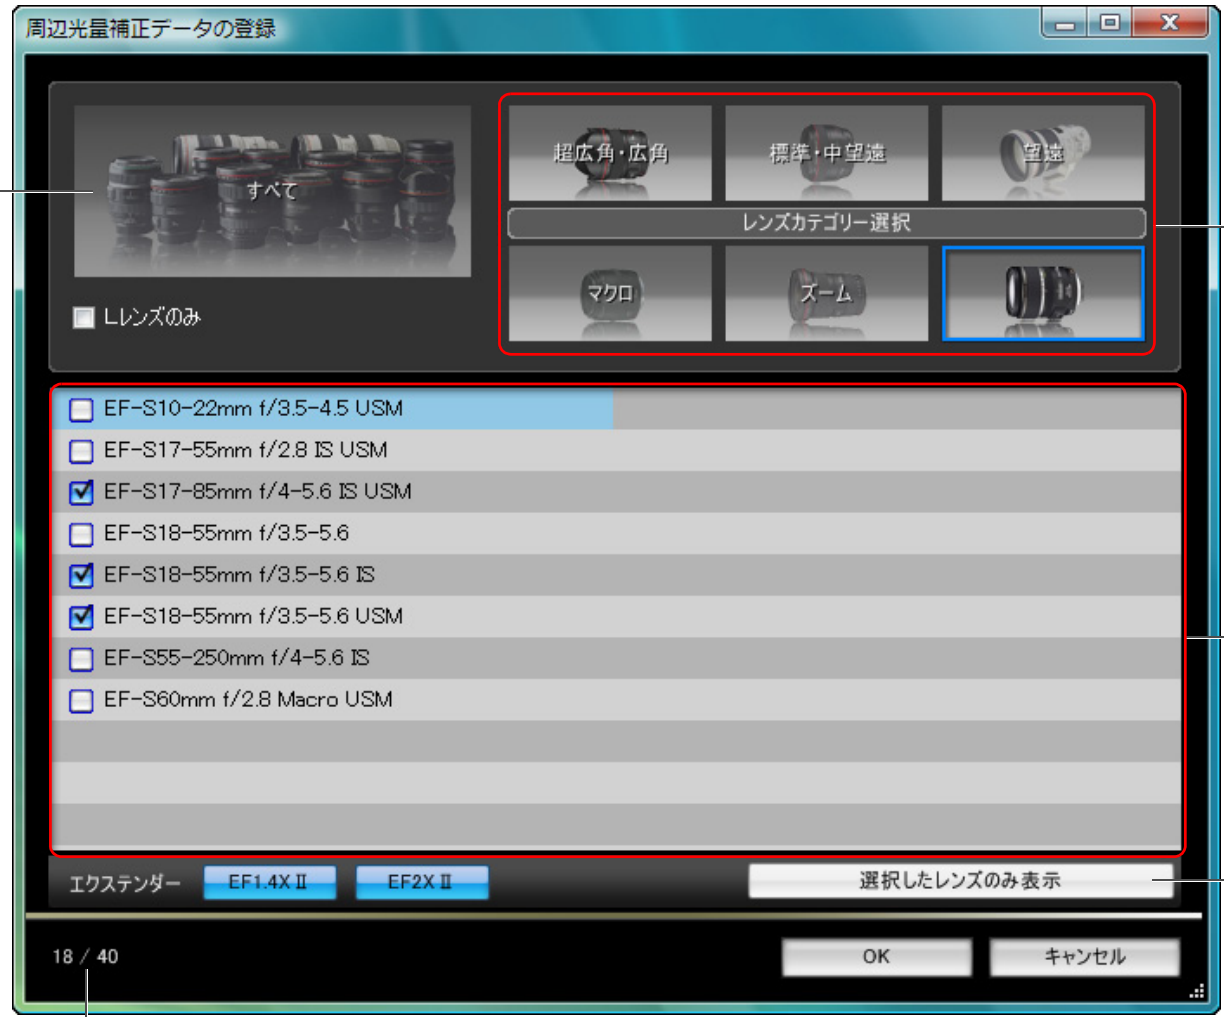 周辺光量補正データの登録
超広角・広角
標準・中望遠
望遠
すべて
レンズカテゴリー選択
マクロ
ズーム
Lレンズのみ
EF-S10-22mm f/3.5-4.5 USM
EF-S17-55mm f/2.8 IS USM
EF-S17-85mm f/4-5.6 IS USM
EF-S18-55mm f/3.5-5.6
EF-S18-55mm f/3.5-5.6 IS
EF-S18-55mm f/3.5-5.6 USM
EF-S55-250mm f/4-5.6 IS
EF-S60mm f/2.8 Macro USM
エクステンダー EF1.4X II EF2X II 選択したレンズのみ表示
18 / 40 OK キャンセル